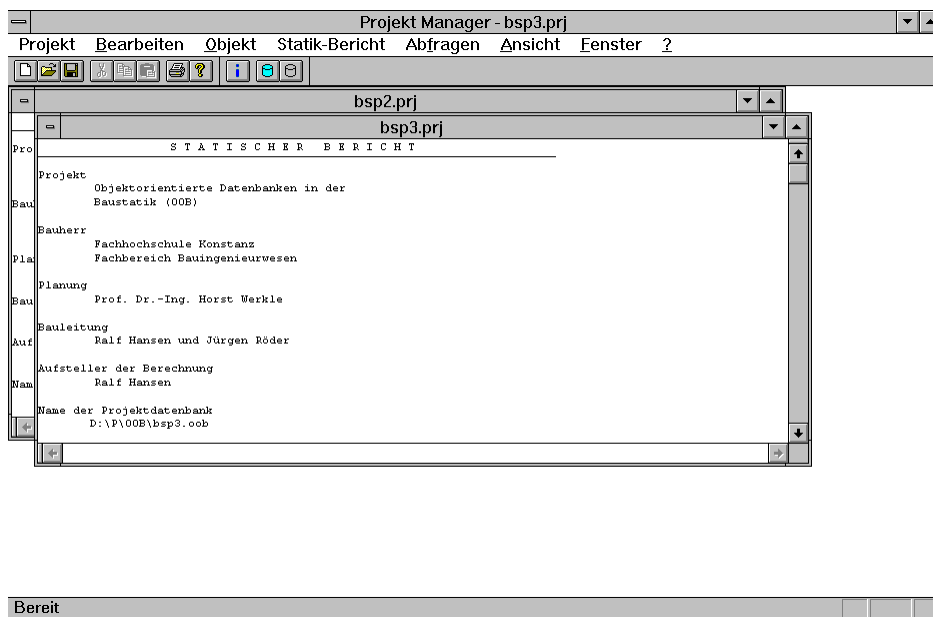 Projekt Manager - bsp3.prj
Projekt Bearbeiten Objekt Statik-Bericht Abfragen Ansicht Fenster ?
bsp2.prj
bsp3.prj
STATISCHER BERICHT
Pro
Projekt
Objektorientierte Datenbanken in der
Bau
Baustatik (OOB)
Bauherr
Fachhochschule Konstanz
Pla
Fachbereich Bauingenieurwesen
Planung
Bau
Prof. Dr.-Ing. Horst Werkle
Bauleitung
Auf
Ralf Hansen und Jürgen Röder
Aufsteller der Berechnung
Nam
Ralf Hansen
Name der Projektdatenbank
D:\P\OOB\bsp3.oob
Bereit